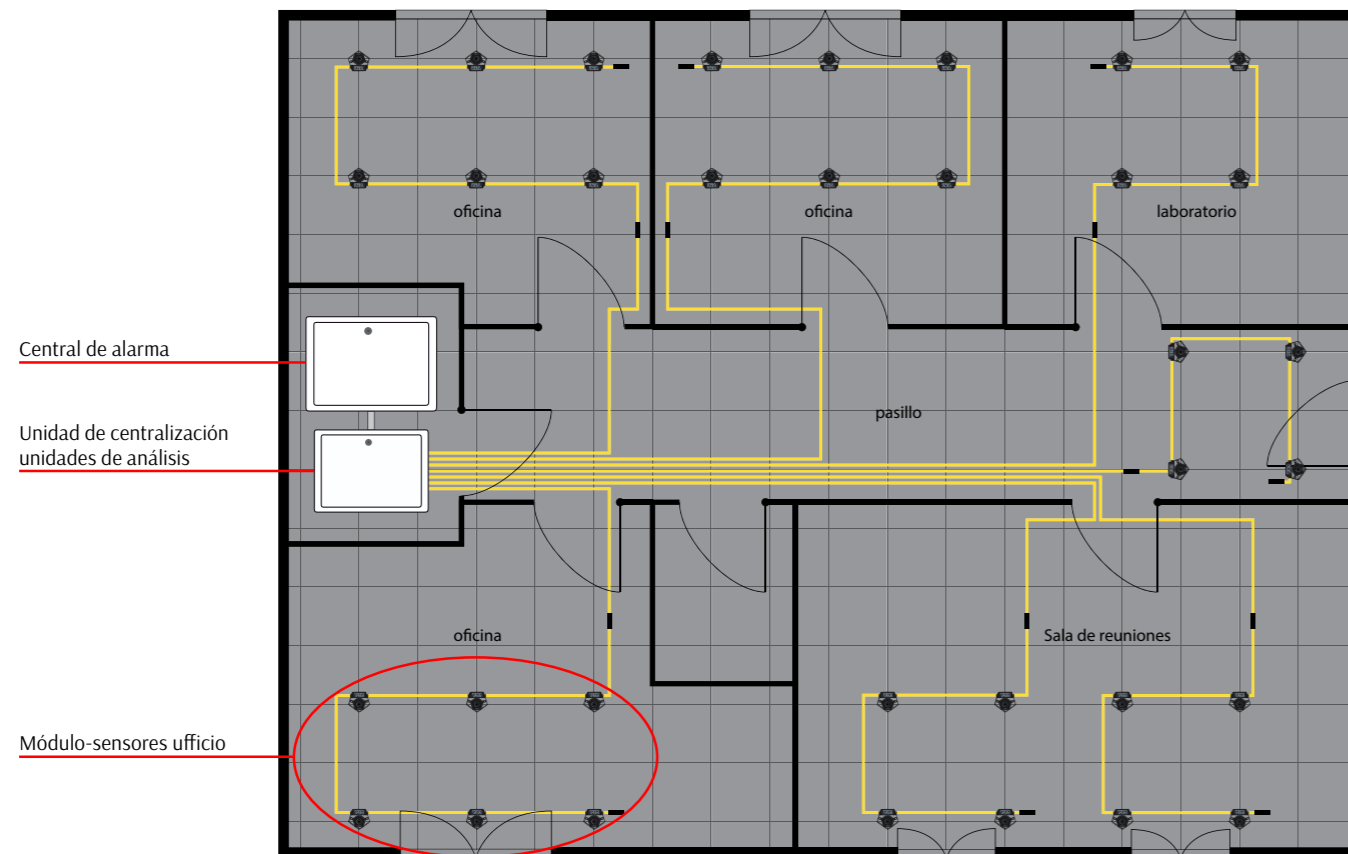 oficina
oficina
laboratorio
Central de alarma
pasillo
Unidad de centralización
unidades de análisis
oficina
Sala de reuniones
Módulo-sensores ufficio